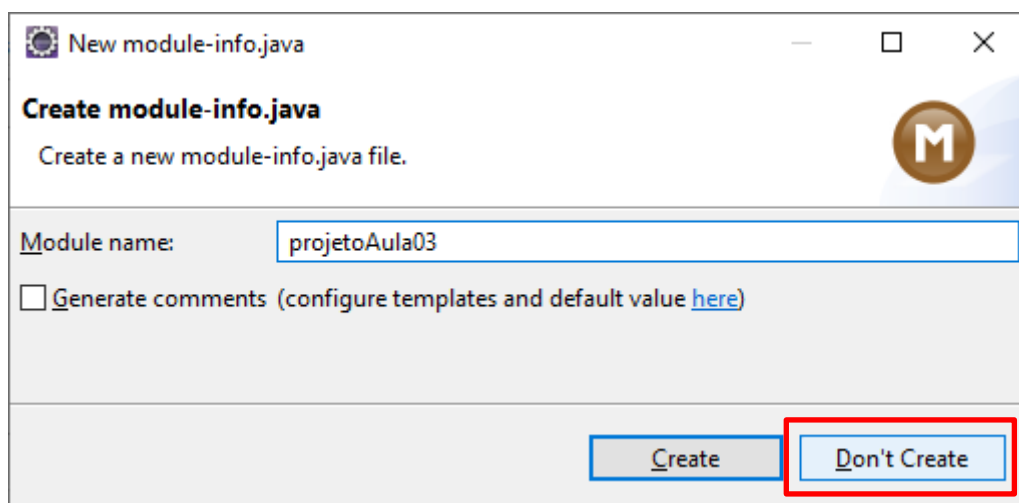 New module-info.java
Create module-info.java
Create a new module-info.java file.
M
Module name: projetoAula03
Generate comments (configure templates and default value here)
Create Don't Create